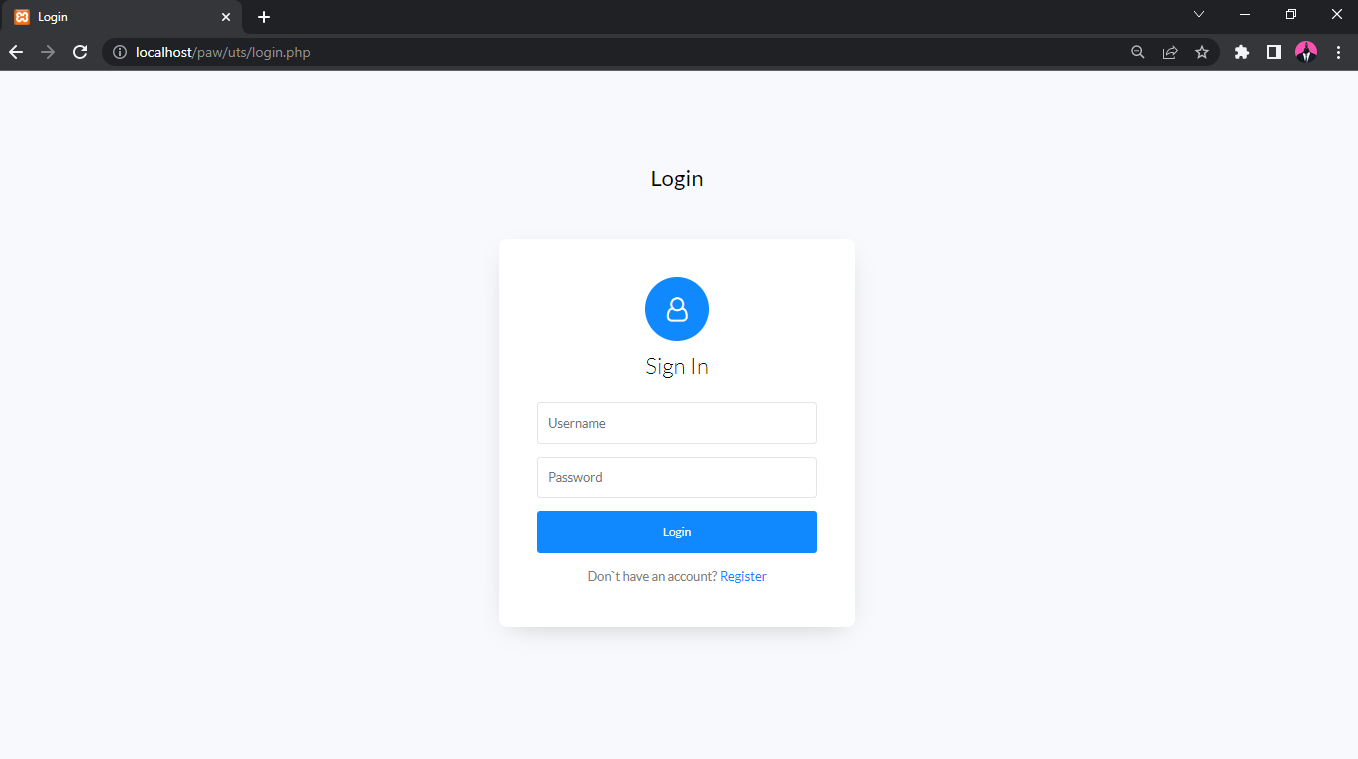 Login
localhost/paw/uts/login.php
Login
Sign In
Username
Password
Login
Don`t have an account? Register